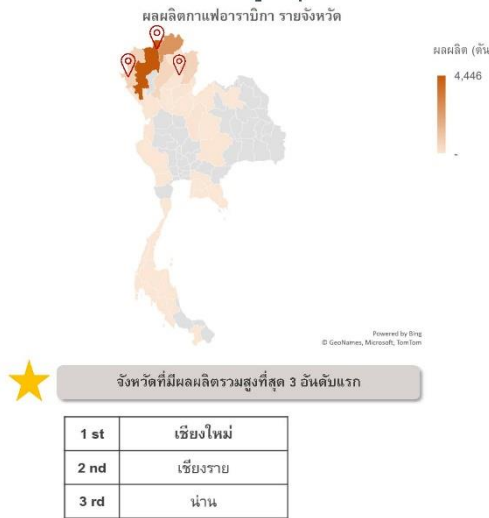 ผลผลิตกาแฟอาราบิกา รายจังหวัด
ผลผลิต (ตัน
4,446
-
Powered by Bing
© GeoNames, Microsoft, TomTom
จังหวัดที่มีผลผลิตรวมสูงที่สุด 3 อันดับแรก
1 st เชียงใหม่
2 nd เชียงราย
3 rd น่าน